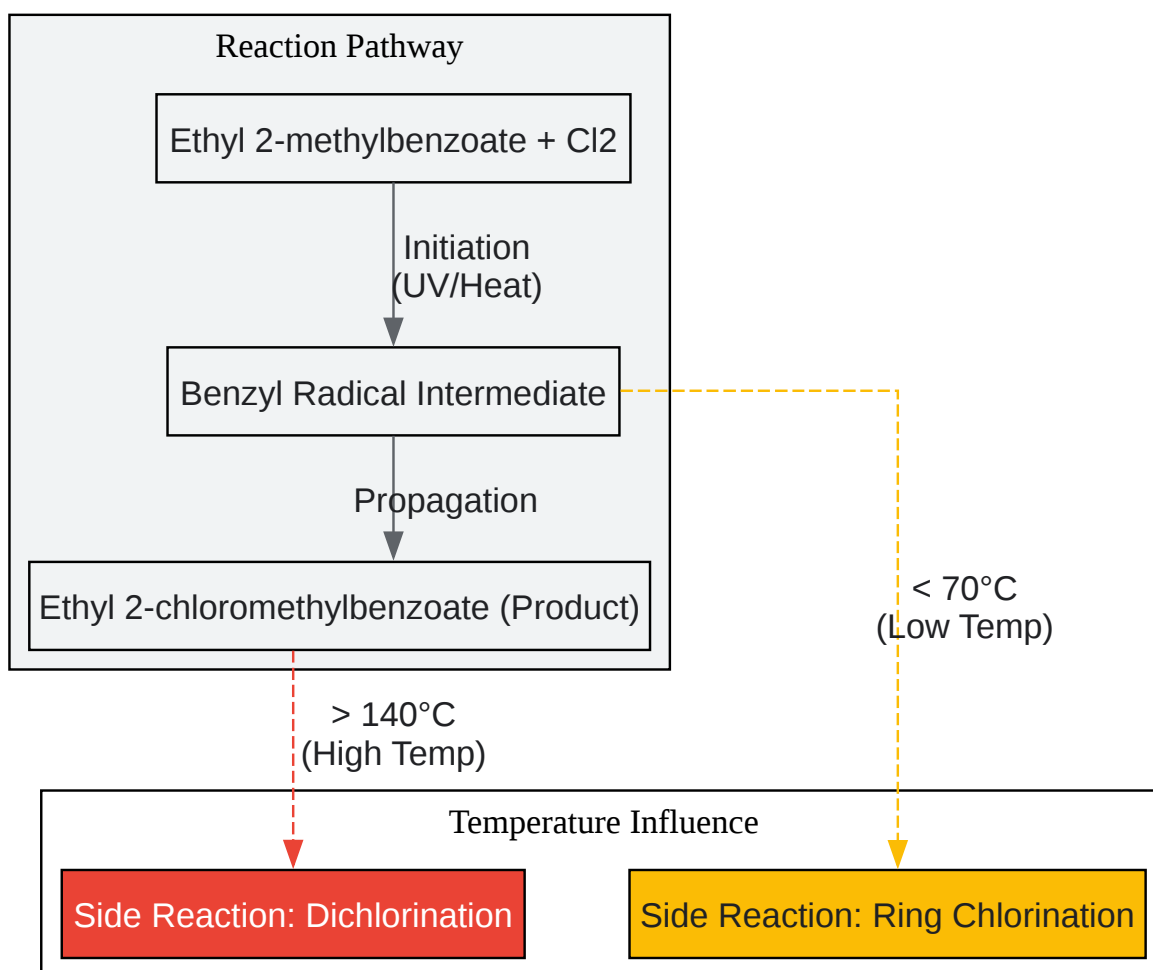 Reaction Pathway
Ethyl 2-methylbenzoate + Cl2
Initiation
(UV/Heat)
Benzyl Radical Intermediate
Propagation
Ethyl 2-chloromethylbenzoate (Product)
< 70°C
(Low Temp)
> 140°C
(High Temp)
Temperature Influence
Side Reaction: Dichlorination
Side Reaction: Ring Chlorination